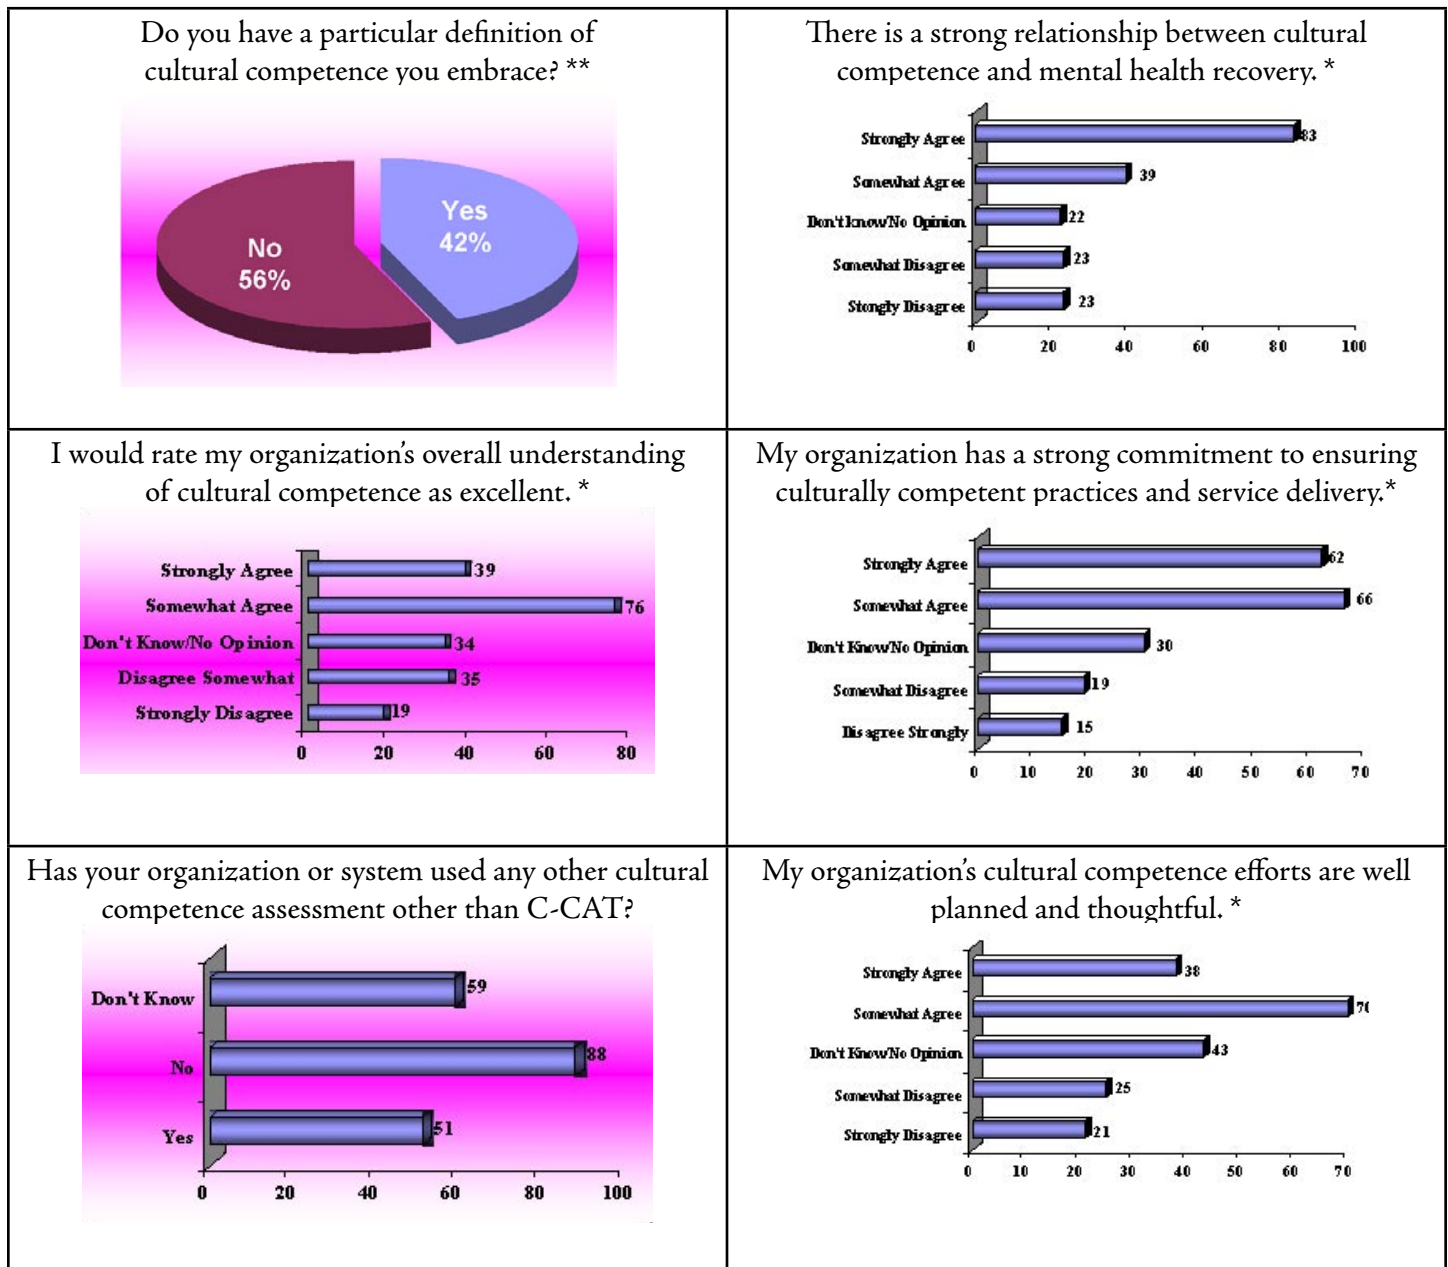 Do you have a particular definition of
cultural competence you embrace? **
Yes
42%
No
56%
There is a strong relationship between cultural
competence and mental health recovery. *
Strongly Agree
83
Somewhat Agree
39
Don't know/No Opinion
22
Somewhat Disagree
23
Stongly Disagree
23
0 20 40 60 80 100
I would rate my organization's overall understanding
of cultural competence as excellent. *
Strongly Agree
39
Somewhat Agree
76
Don't Know/No Opinion
34
Disagree Somewhat
35
Strongly Disagree
19
0 20 40 60 80
My organization has a strong commitment to ensuring
culturally competent practices and service delivery.*
Strongly Agree
62
Somewhat Agree
66
Don't Know/No Opinion
30
Somewhat Disagree
19
Disagree Strongly
15
0 10 20 30 40 50 60 70
Has your organization or system used any other cultural
competence assessment other than C-CAT?
Don't Know
59
No
88
Yes
51
0 20 40 60 80 100
My organization's cultural competence efforts are well
planned and thoughtful. *
Strongly Agree
38
Somewhat Agree
Don't Know/No Opinion
43
Somewhat Disagree
25
Strongly Disagree
21
0 10 20 30 40 50 60 70